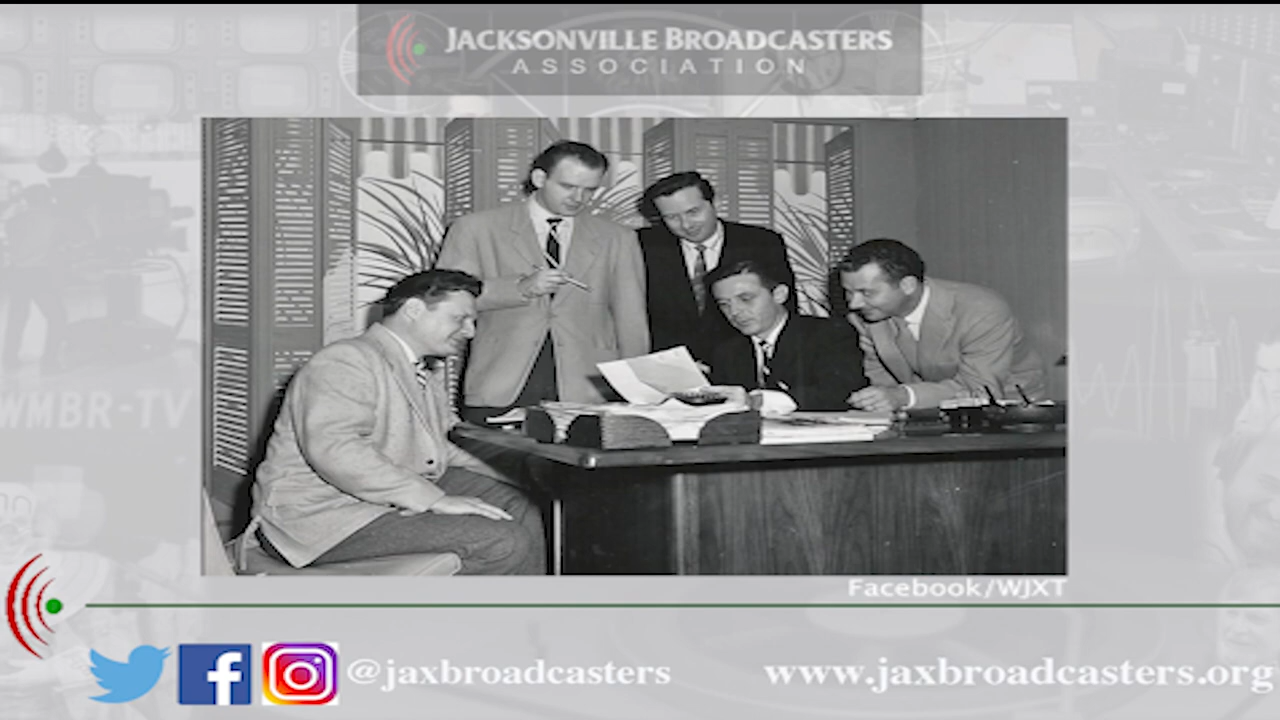 JACKSONVILLE BROADCASTERS
ASSOCIATION
WMBR-TV
Facebook/WJXT
@jaxbroadcasters
www.jaxbroadcasters.org